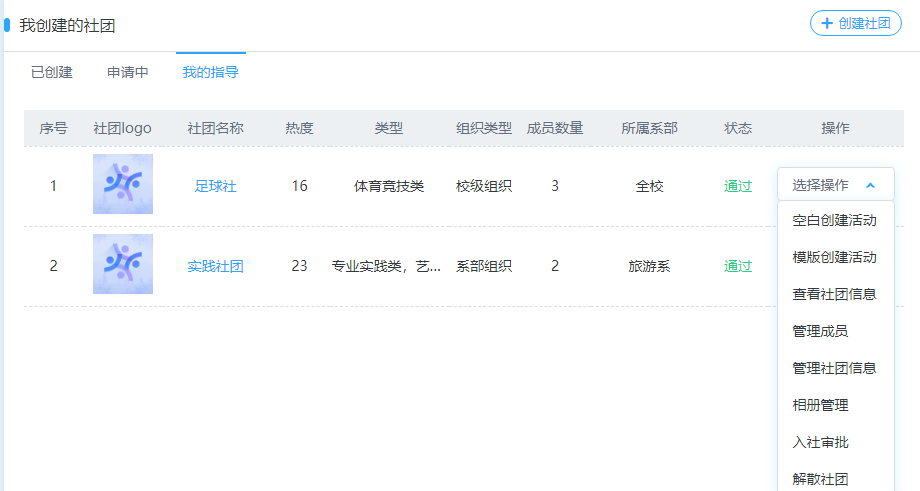 我创建的社团
+ 创建社团
已创建 申请中 我的指导
序号 社团logo 社团名称 热度 类型 组织类型 成员数量 所属系部 状态 操作
1 足球社 16 体育竞技类 校级组织 3 全校 通过 选择操作
2 实践社团 23 专业实践类，艺... 系部组织 2 旅游系 通过
空白创建活动
模版创建活动
查看社团信息
管理成员
管理社团信息
相册管理
入社审批
解散社团